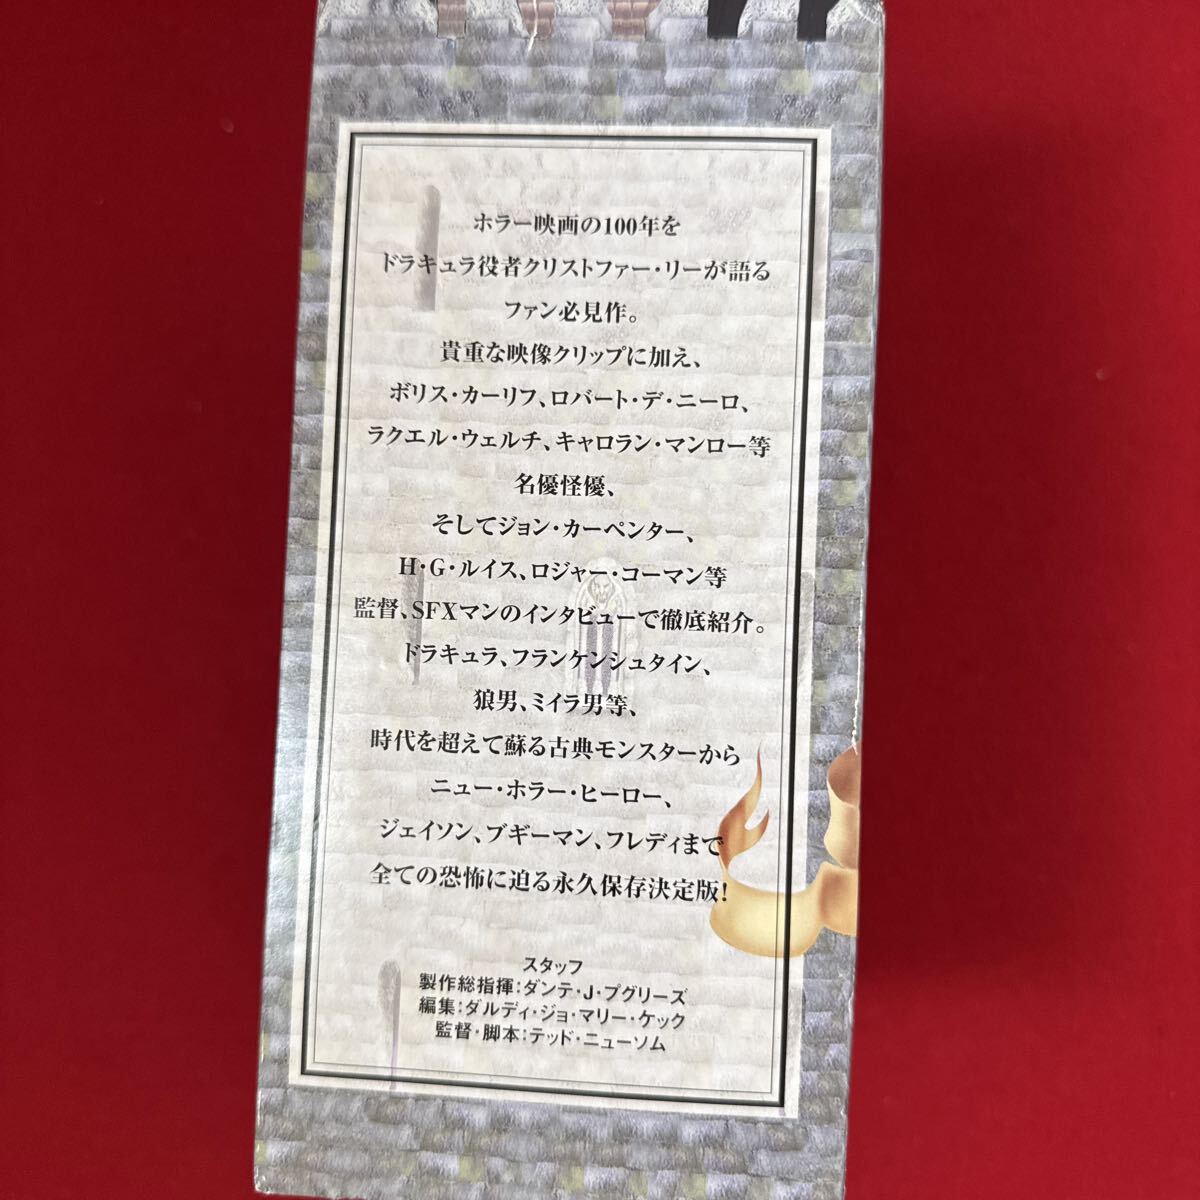 ホラー映画の100年を
ドラキュラ役者クリストファー・リーが語る
ファン必見作。
貴重な映像クリップに加え、
ボリス・カーリフ、ロバート・デ・ニーロ、
ラクエル・ウェルチ、キャロラン・マンロー等
名優怪優、
そしてジョン・カーペンター、
H・G・ルイス、ロジャー・コーマン等
監督、SFXマンのインタビューで徹底紹介。
ドラキュラ、フランケンシュタイン、
狼男、ミイラ男等、
時代を超えて蘇る古典モンスターから
ニュー・ホラー・ヒーロー、
ジェイソン、ブギーマン、フレディまで
全ての恐怖に迫る永久保存決定版!
スタッフ
製作総指揮：ダンテ・J・プグリーズ
編集：ダルディ・ジョ・マリー・ケック
監督・脚本：テッド・ニューソム